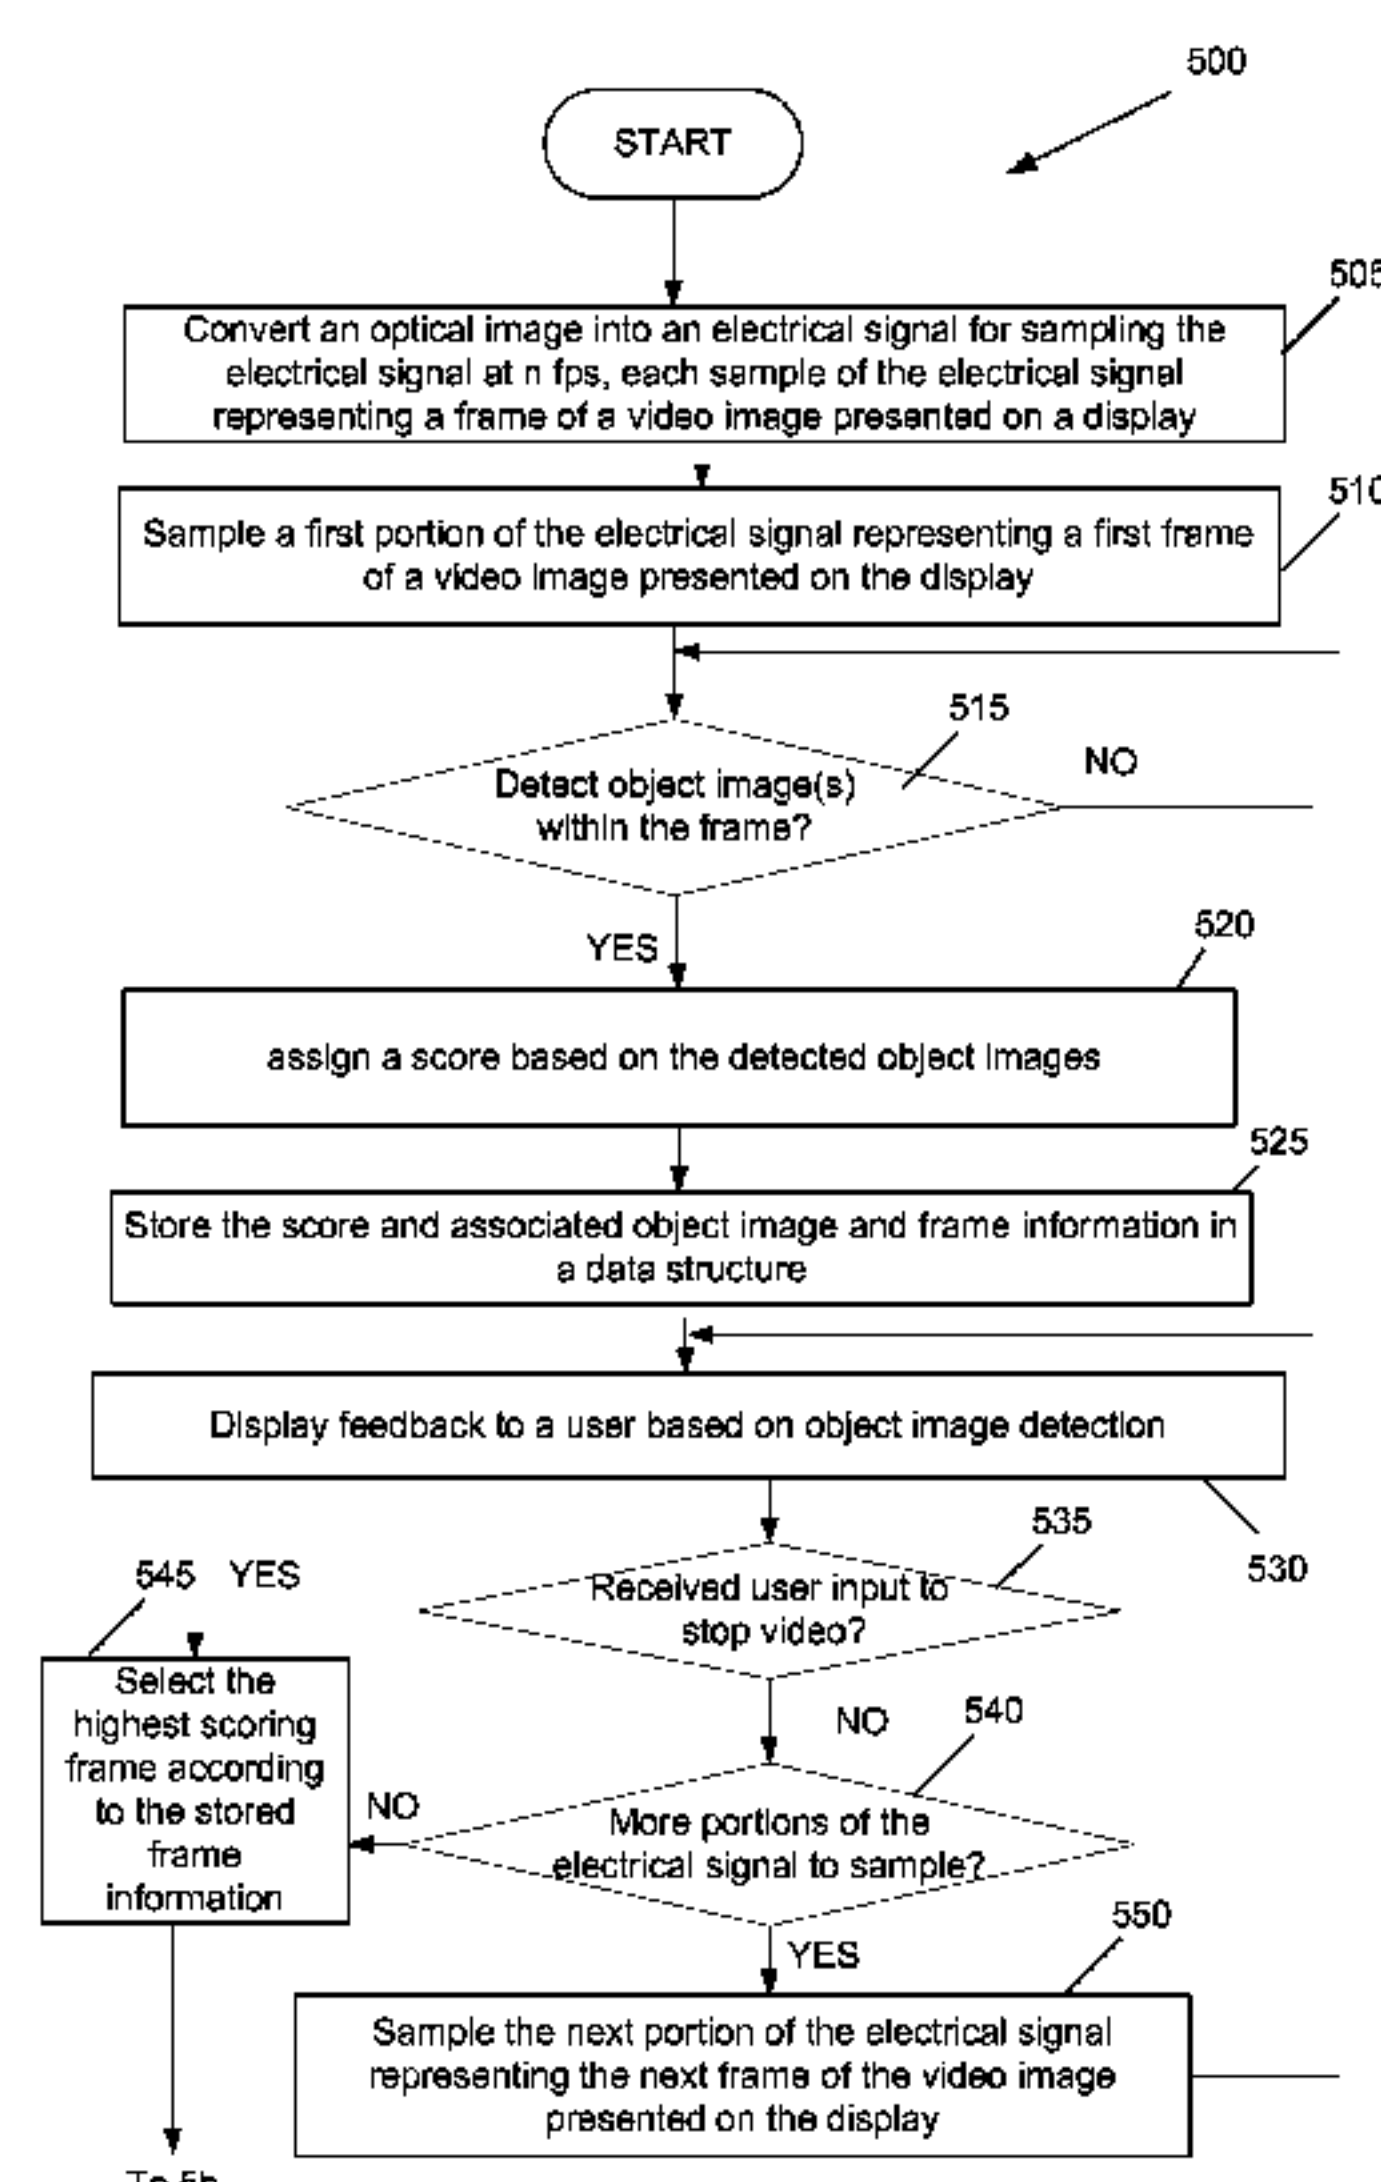 500
START
505
Convert an optical image into an electrical signal for sampling the
electrical signal at n fps, each sample of the electrical signal
representing a frame of a video image presented on a display
510
Sample a first portion of the electrical signal representing a first frame
of a video image presented on the display
515
NO
Detect object image(s)
within the frame?
YES
520
assign a score based on the detected object images
525
Store the score and associated object image and frame information in
a data structure
Display feedback to a user based on object image detection
530
535
545 YES
Received user input to
stop video?
Select the
highest scoring
frame according
to the stored
frame
information
NO
540
NO
More portions of the
electrical signal to sample?
YES
550
Sample the next portion of the electrical signal
representing the next frame of the video image
presented on the display
To 5b